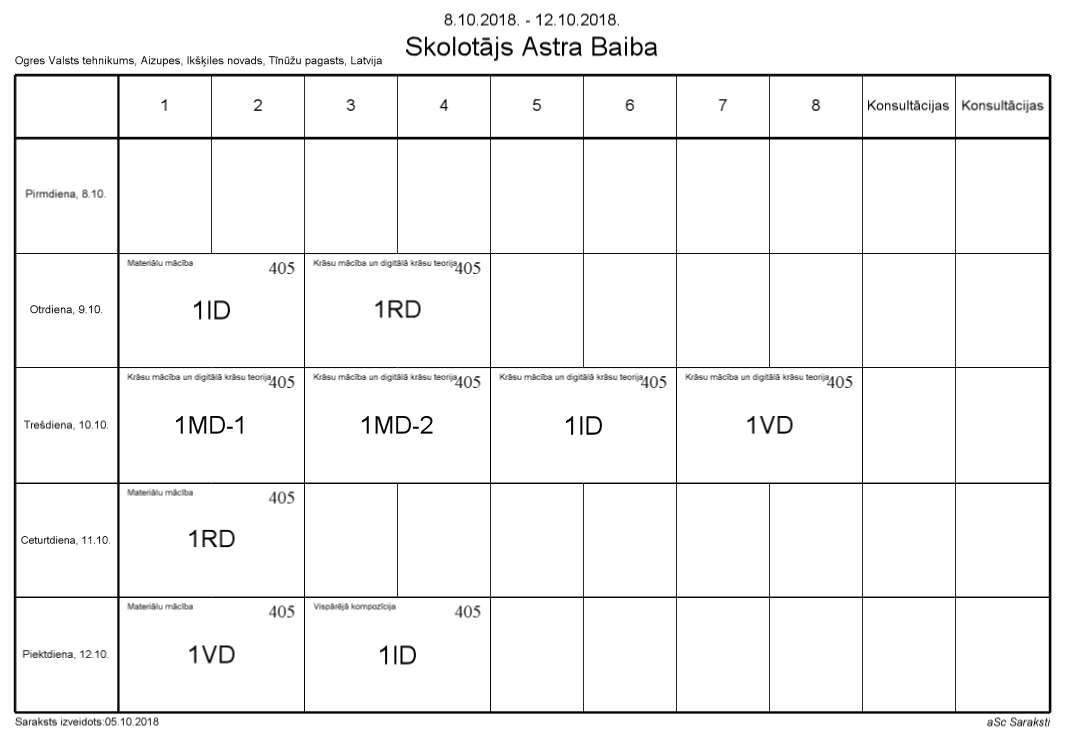 8.10.2018. - 12.10.2018.
Skolotājs Astra Baiba
Ogres Valsts tehnikums, Aizupes, Ikšķiles novads, Tīnūžu pagasts, Latvija
1 2 3 4 5 6 7 8 Konsultācijas Konsultācijas
Pirmdiena, 8.10.
Materiālu mācība 405 Krāsu mācība un digitālā krāsu teorija 405
Otrdiena, 9.10. 1ID 1RD
Krāsu mācība un digitālā krāsu teorija 405 Krāsu mācība un digitālā krāsu teorija 405 Krāsu mācība un digitālā krāsu teorija 405 Krāsu mācība un digitālā krāsu teorija 405
Trešdiena, 10.10. 1MD-1 1MD-2 1ID 1VD
Materiālu mācība 405
Ceturtdiena, 11.10. 1RD
Materiālu mācība 405 Vispārējā kompozīcija 405
Piektdiena, 12.10. 1VD 1ID
Saraksts izveidots:05.10.2018 aSc Saraksti